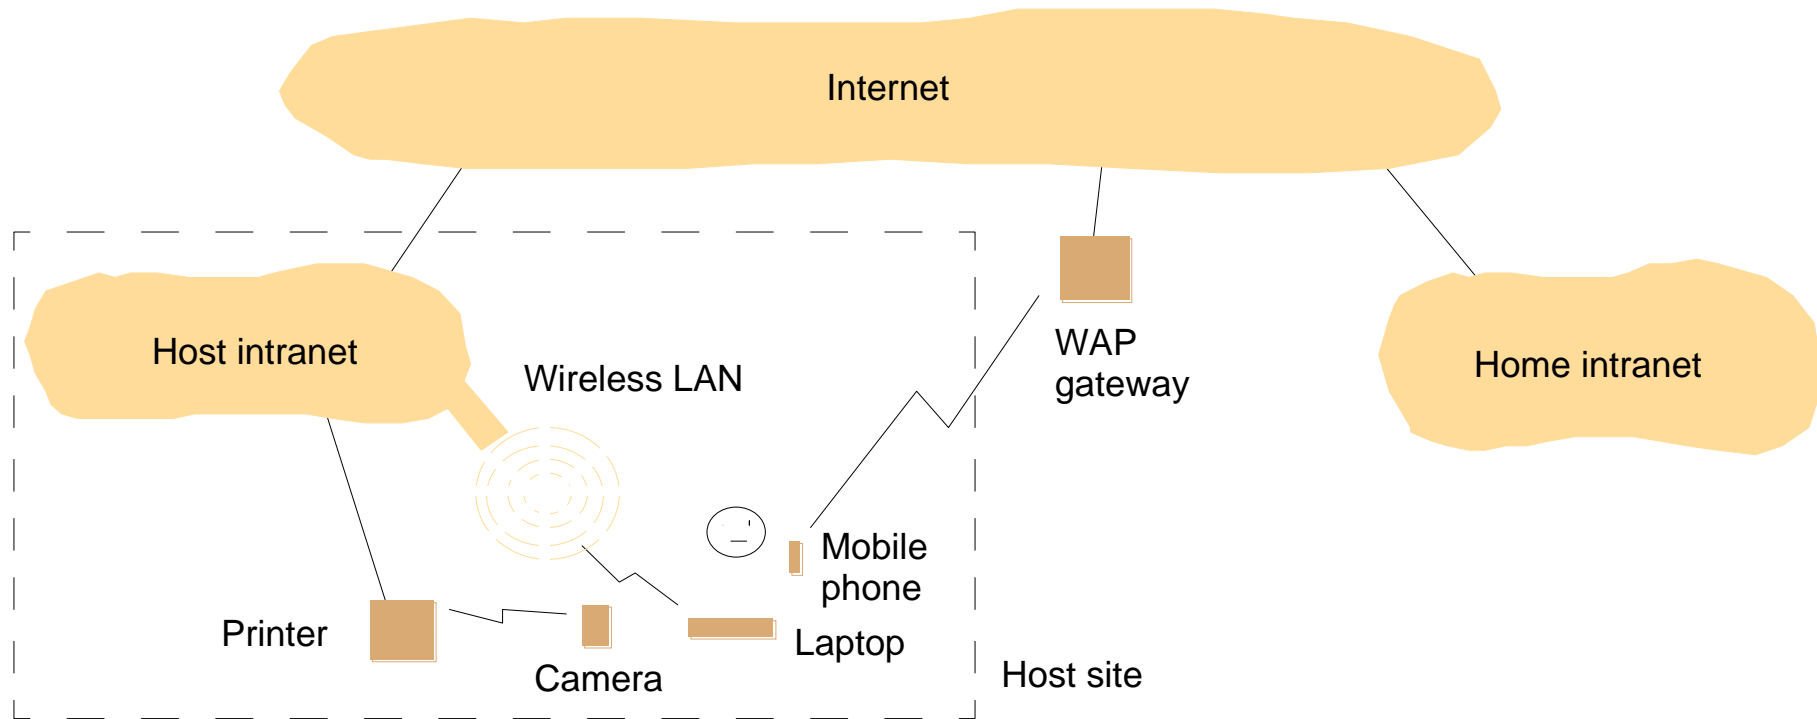 Internet
Host intranet
Wireless LAN
WAP
gateway
Home intranet
Mobile
phone
Printer
Laptop
Camera
Host site